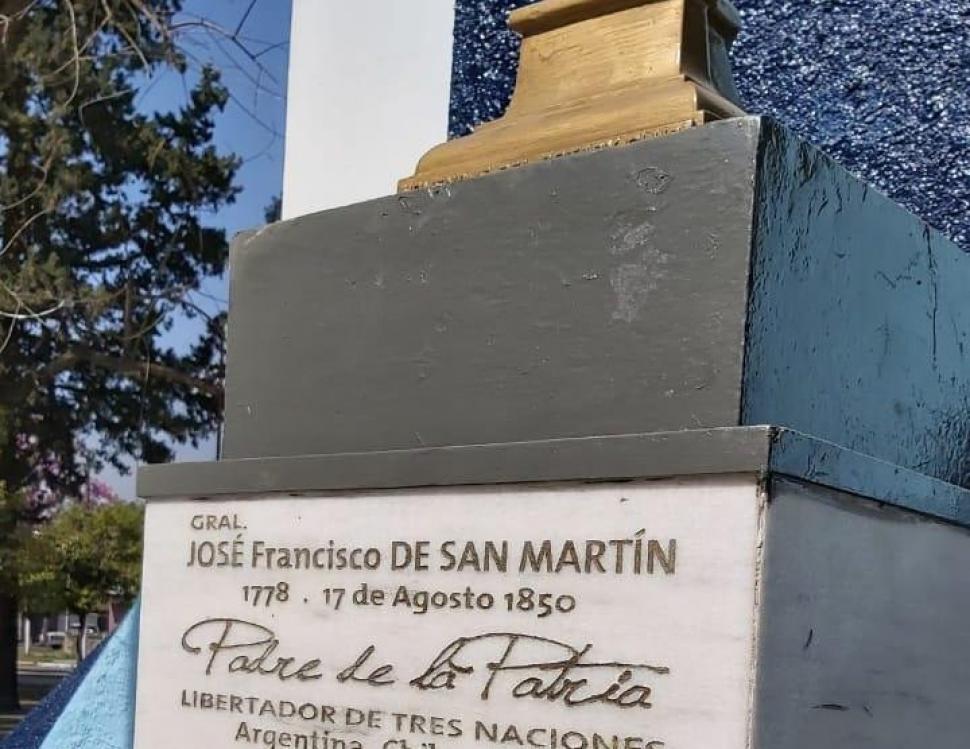 GRAL.
JOSÉ Francisco DE SAN MARTÍN
1778 . 17 de Agosto 1850
Padre de la Patria
LIBERTADOR DE TRES NACIONES
Argentina